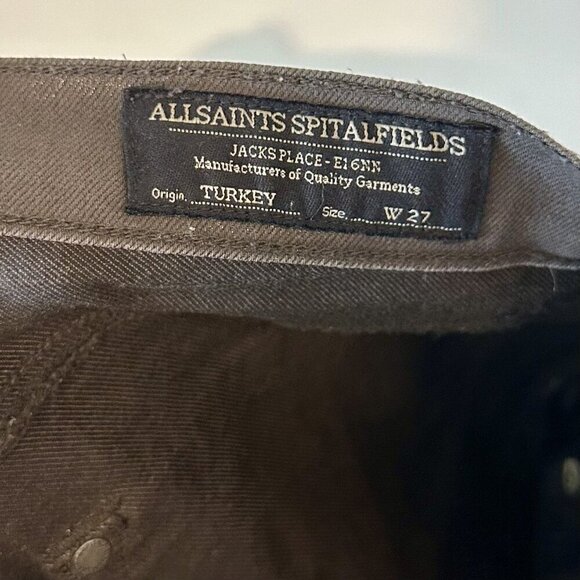 ALLSAINTS SPITALFIELDS
JACKS PLACE - E16NN
Manufacturers of Quality Garments
Origin. TURKEY Size. W 27